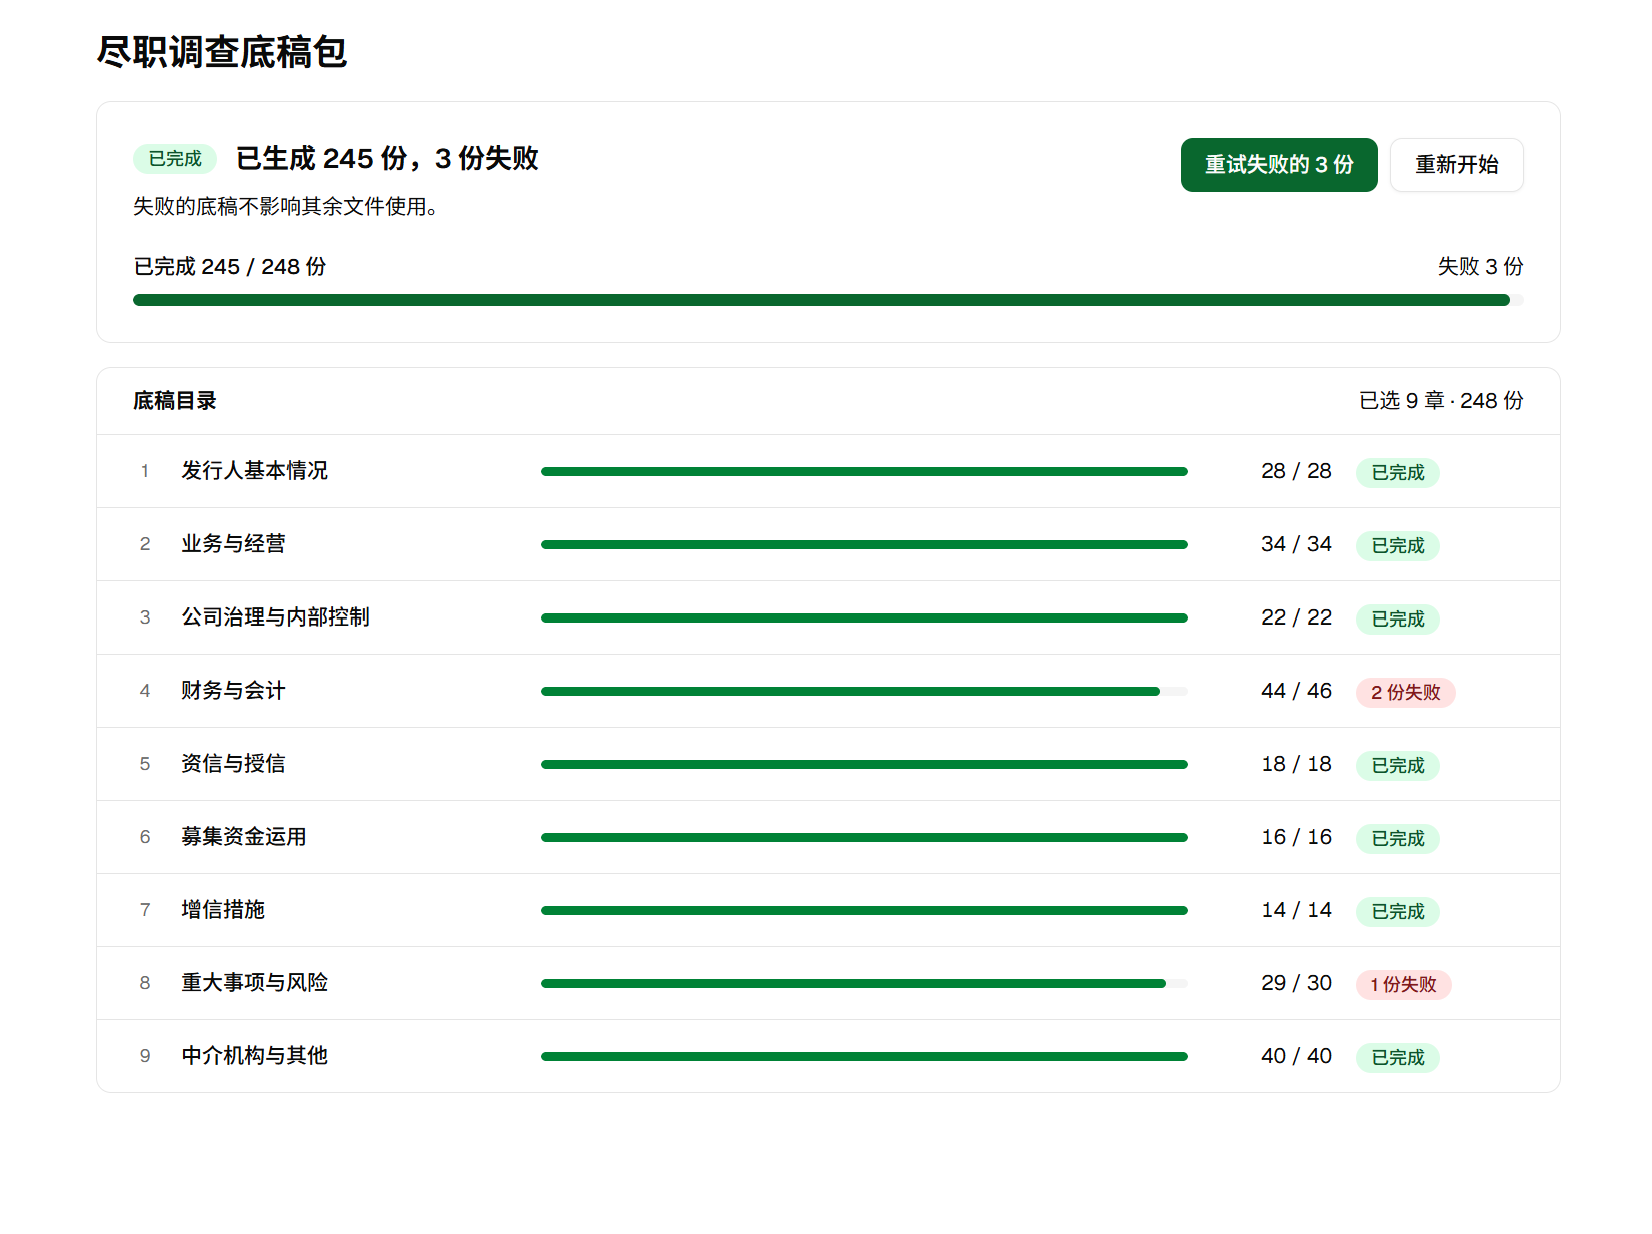 尽职调查底稿包
已完成 已生成 245 份，3 份失败 重试失败的 3 份 重新开始
失败的底稿不影响其余文件使用。
已完成 245 / 248 份 失败 3 份
底稿目录 已选 9 章 · 248 份
1 发行人基本情况 28 / 28 已完成
2 业务与经营 34 / 34 已完成
3 公司治理与内部控制 22 / 22 已完成
4 财务与会计 44 / 46 2 份失败
5 资信与授信 18 / 18 已完成
6 募集资金运用 16 / 16 已完成
7 增信措施 14 / 14 已完成
8 重大事项与风险 29 / 30 1 份失败
9 中介机构与其他 40 / 40 已完成